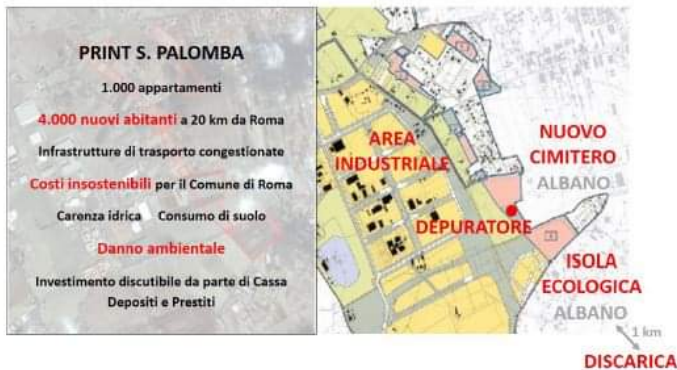 PRINT S. PALOMBA
1.000 appartamenti
4.000 nuovi abitanti a 20 km da Roma
Infrastrutture di trasporto congestionate
Costi insostenibili per il Comune di Roma
Carenza idrica Consumo di suolo
Danno ambientale
Investimento discutibile da parte di Cassa
Depositi e Prestiti
AREA
INDUSTRIALE
NUOVO
CIMITERO
ALBANO
DEPURATORE
ISOLA
ECOLOGICA
ALBANO
1 km
DISCARICA